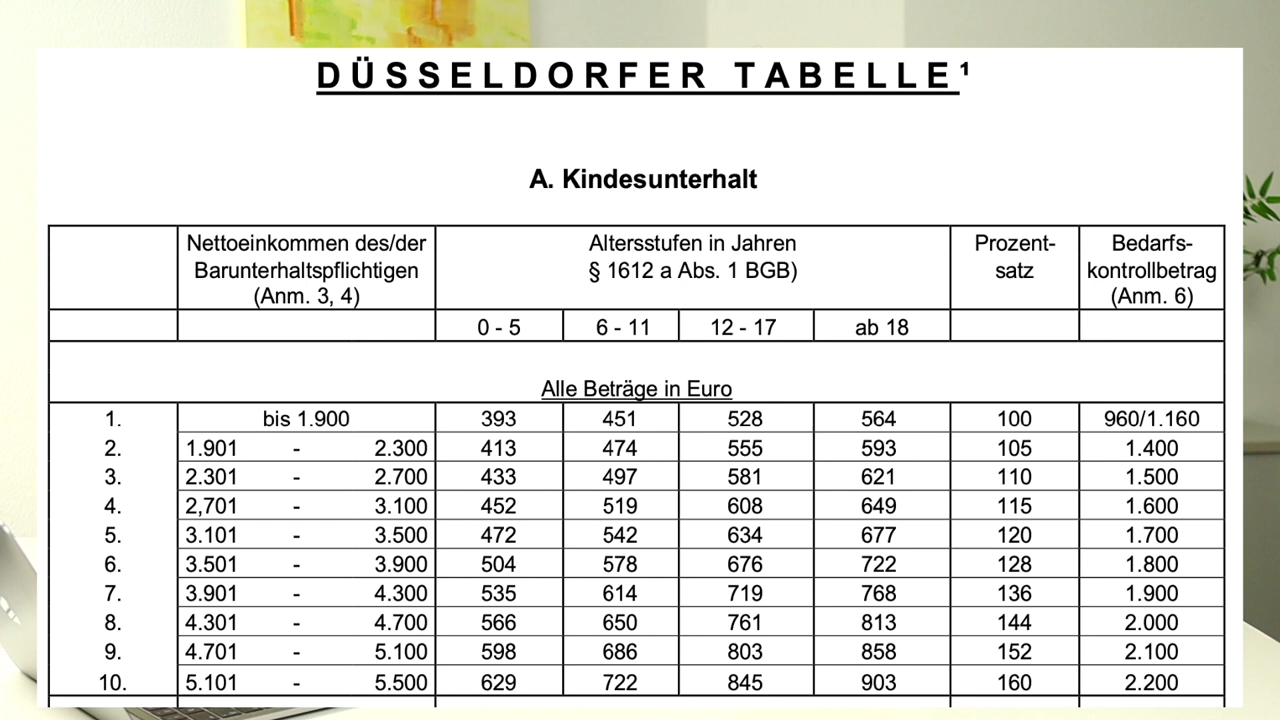 DÜSSELDORFER TABELLE¹
A. Kindesunterhalt
Nettoeinkommen des/der Barunterhaltspflichtigen (Anm. 3, 4) Altersstufen in Jahren § 1612 a Abs. 1 BGB) Prozent-satz Bedarfs-kontrollbetrag (Anm. 6)
0 - 5 6 - 11 12 - 17 ab 18
Alle Beträge in Euro
1. bis 1.900 393 451 528 564 100 960/1.160
2. 1.901 - 2.300 413 474 555 593 105 1.400
3. 2.301 - 2.700 433 497 581 621 110 1.500
4. 2,701 - 3.100 452 519 608 649 115 1.600
5. 3.101 - 3.500 472 542 634 677 120 1.700
6. 3.501 - 3.900 504 578 676 722 128 1.800
7. 3.901 - 4.300 535 614 719 768 136 1.900
8. 4.301 - 4.700 566 650 761 813 144 2.000
9. 4.701 - 5.100 598 686 803 858 152 2.100
10. 5.101 - 5.500 629 722 845 903 160 2.200